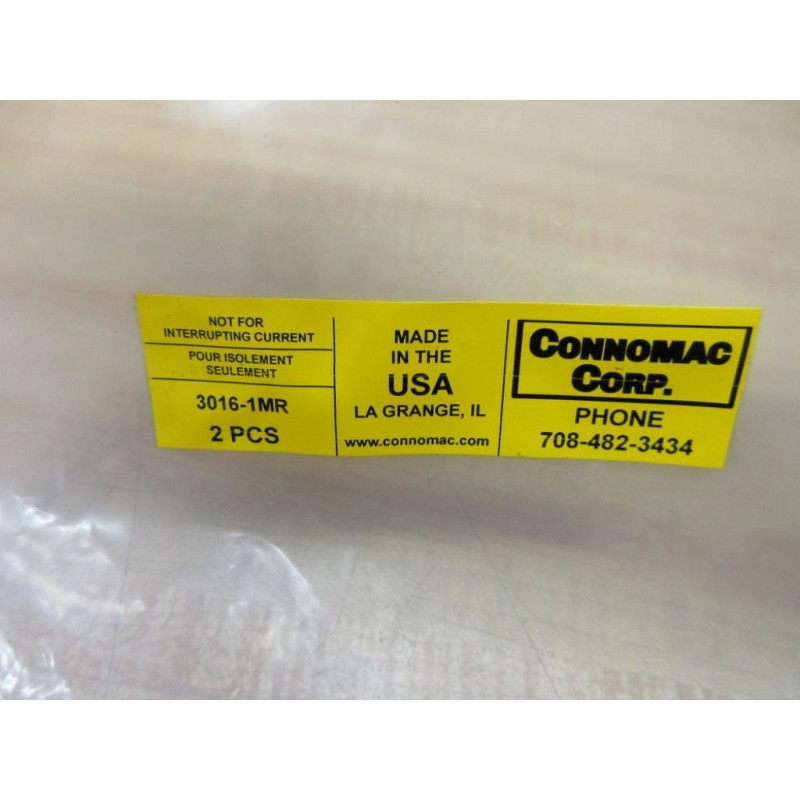 NOT FOR
INTERRUPTING CURRENT
POUR ISOLEMENT
SEULEMENT
3016-1MR
2 PCS
MADE
IN THE
USA
LA GRANGE, IL
www.connomac.com
CONNOMAC
CORP.
PHONE
708-482-3434